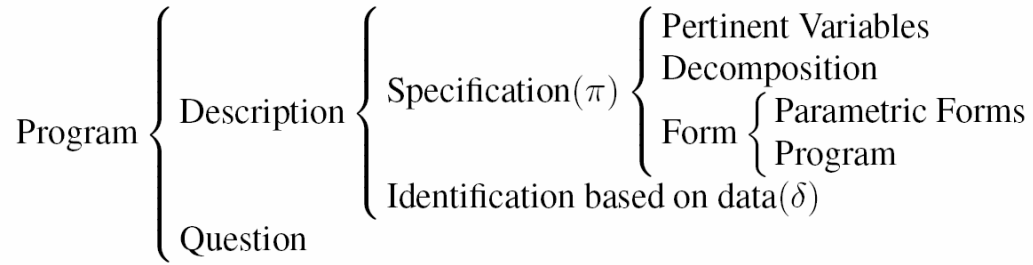 Program
Description
Specification(π)
Pertinent Variables
Decomposition
Form
Parametric Forms
Program
Identification based on data(δ)
Question